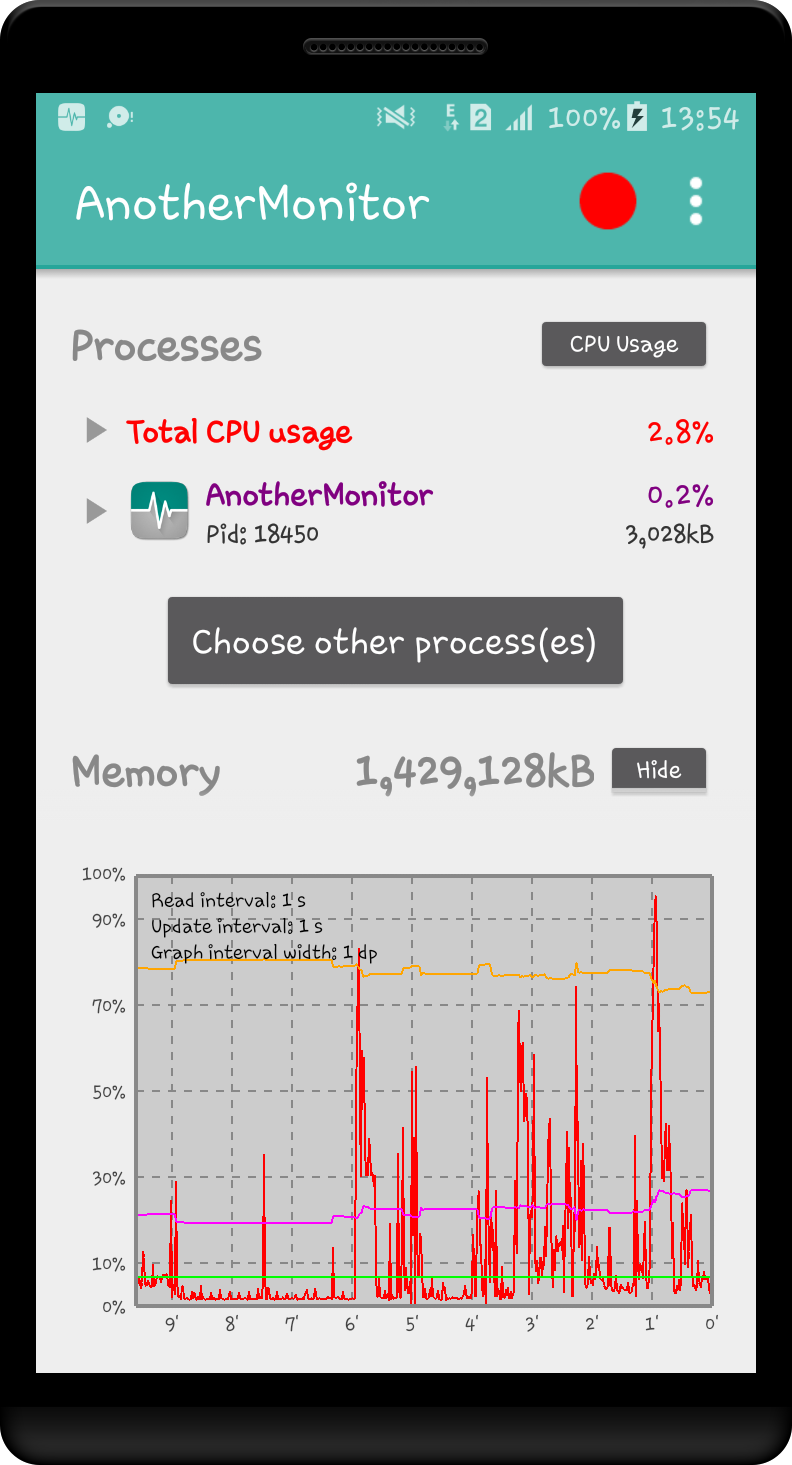 E 2 100% 13:54
AnotherMonitor
Processes CPU Usage
Total CPU usage 2.8%
AnotherMonitor 0.2%
Pid: 18450 3,028kB
Choose other process(es)
Memory 1,429,128kB Hide
100%
Read interval: 1 s
90%
Update interval: 1 s
Graph interval width: 1 dp
70%
50%
30%
10%
0%
9' 8' 7' 6' 5' 4' 3' 2' 1' 0'